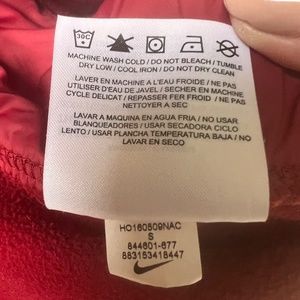 30C
MACHINE WASH COLD / DO NOT BLEACH / TUMBLE
DRY LOW / COOL IRON / DO NOT DRY CLEAN
LAVER EN MACHINE A L'EAU FROIDE / NE PAS
UTILISER D'EAU DE JAVEL / SECHER EN MACHINE
CYCLE DELICAT / REPASSER A FER FROID / NE PAS
NETTOYER A SEC
LAVAR A MAQUINA EN AGUA FRIA / NO USAR
BLANQUEADORES / USAR SECADORA CICLO
LENTO / USAR PLANCHA TEMPERATURA BAJA / NO
LAVAR EN SECO
HO160509NAC
S
844601-677
883153418447